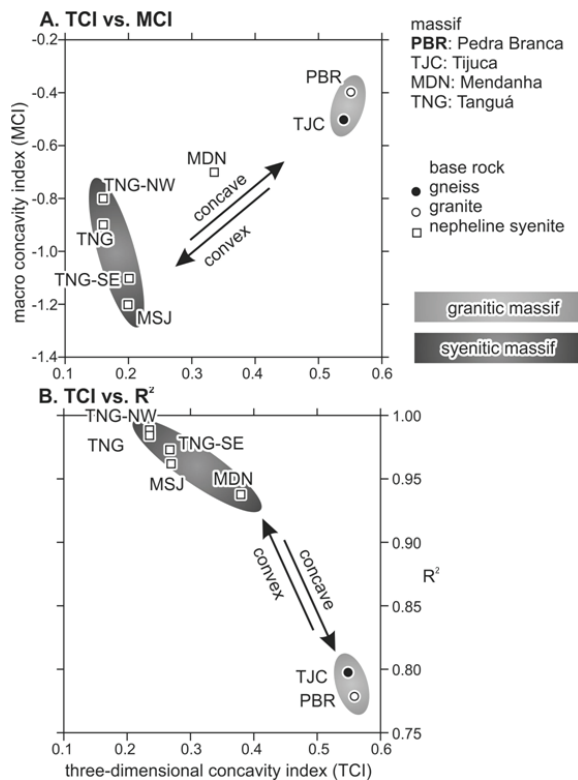 A. TCI vs. MCI
macro concavity index (MCI)
-0.2
-0.4
-0.6
-0.8
-1.0
-1.2
-1.4
0.1
0.2
0.3
0.4
0.5
0.6
PBR
TJC
MDN
TNG-NW
TNG
TNG-SE
MSJ
concave
convex
massif
PBR: Pedra Branca
TJC: Tijuca
MDN: Mendanha
TNG: Tanguá
base rock
gneiss
granite
nepheline syenite
granitic massif
syenitic massif
B. TCI vs. R²
TNG-NW
TNG
TNG-SE
MSJ
MDN
convex
concave
TJC
PBR
1.00
0.95
0.90
0.85
0.80
0.75
R²
0.1
0.2
0.3
0.4
0.5
0.6
three-dimensional concavity index (TCI)